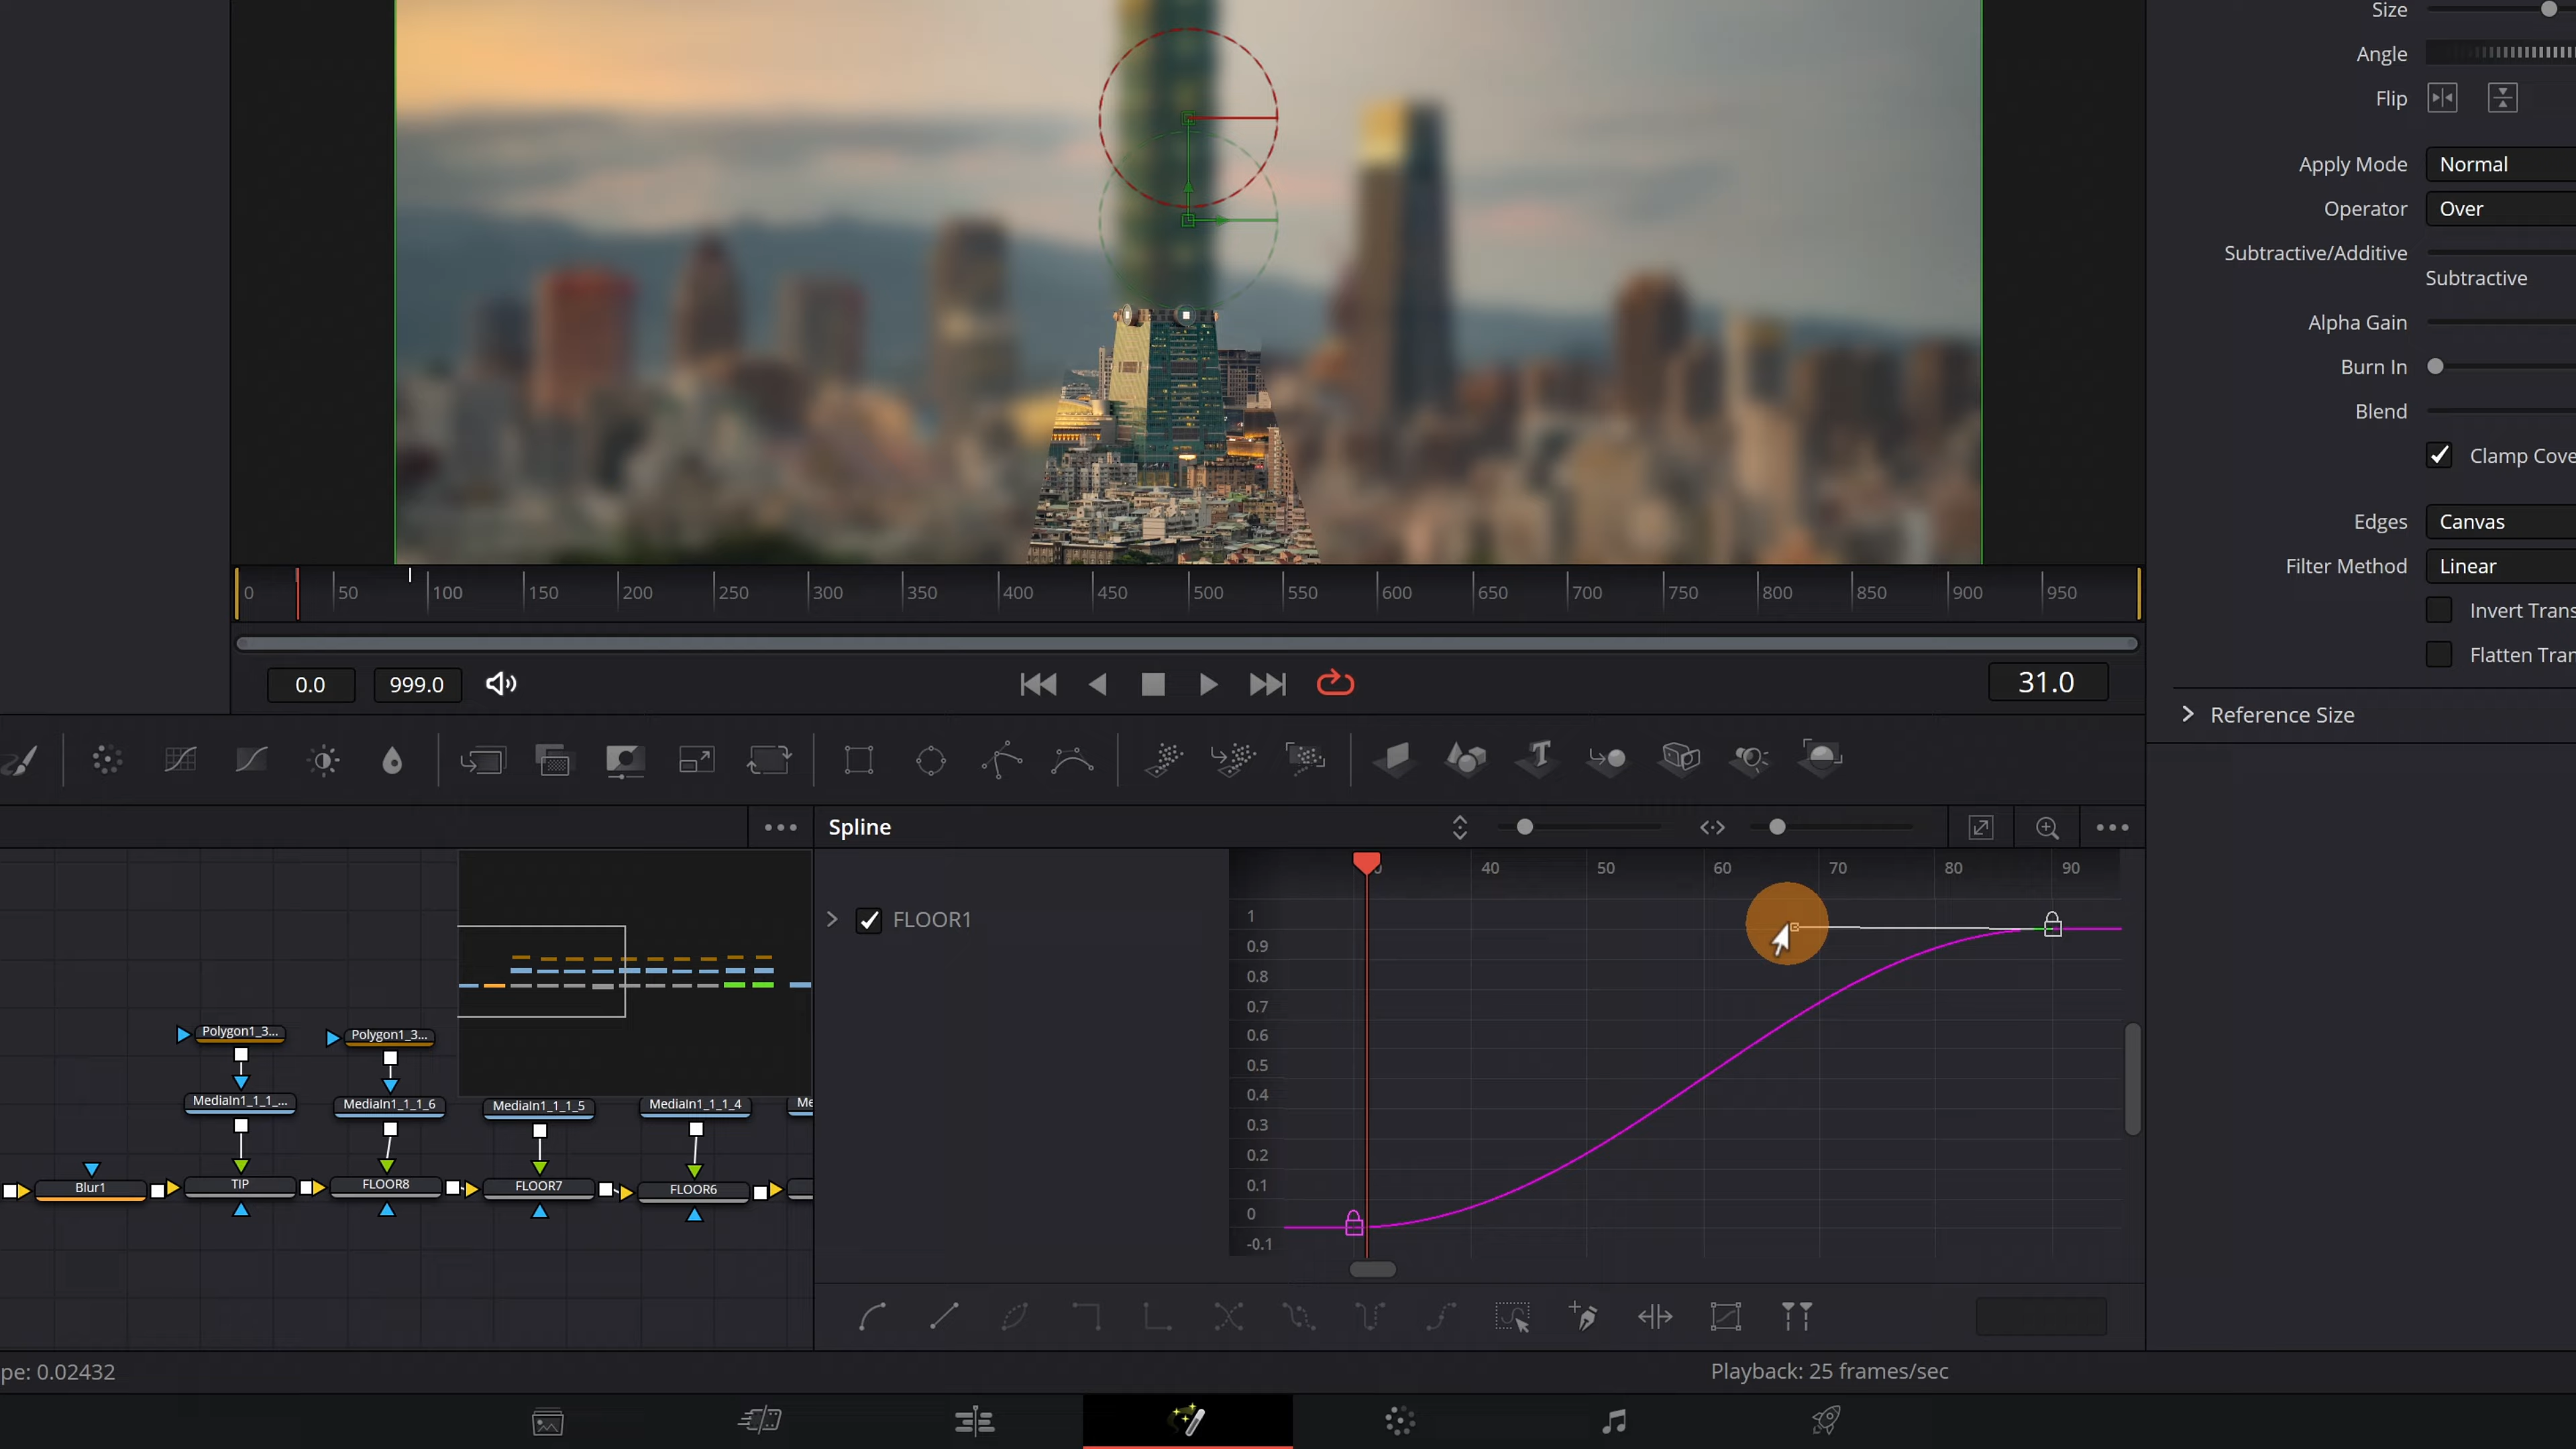 Size
Angle
Flip
Apply Mode Normal
Operator Over
Subtractive/Additive
Subtractive
Alpha Gain
Burn In
Blend
Clamp Cove
Edges Canvas
Filter Method Linear
Invert Trans
Flatten Tran
Reference Size
0 50 100 150 200 250 300 350 400 450 500 550 600 650 700 750 800 850 900 950
0.0 999.0 31.0
Spline
40 50 60 70 80 90
FLOOR1
1
0.9
0.8
0.7
0.6
0.5
0.4
0.3
0.2
0.1
0
-0.1
Polygon1_3... Polygon1_3...
MediaIn1_1_1_... MediaIn1_1_1_6 MediaIn1_1_1_5 MediaIn1_1_1_4 Me
Blur1 TIP FLOOR8 FLOOR7 FLOOR6
pe: 0.02432
Playback: 25 frames/sec